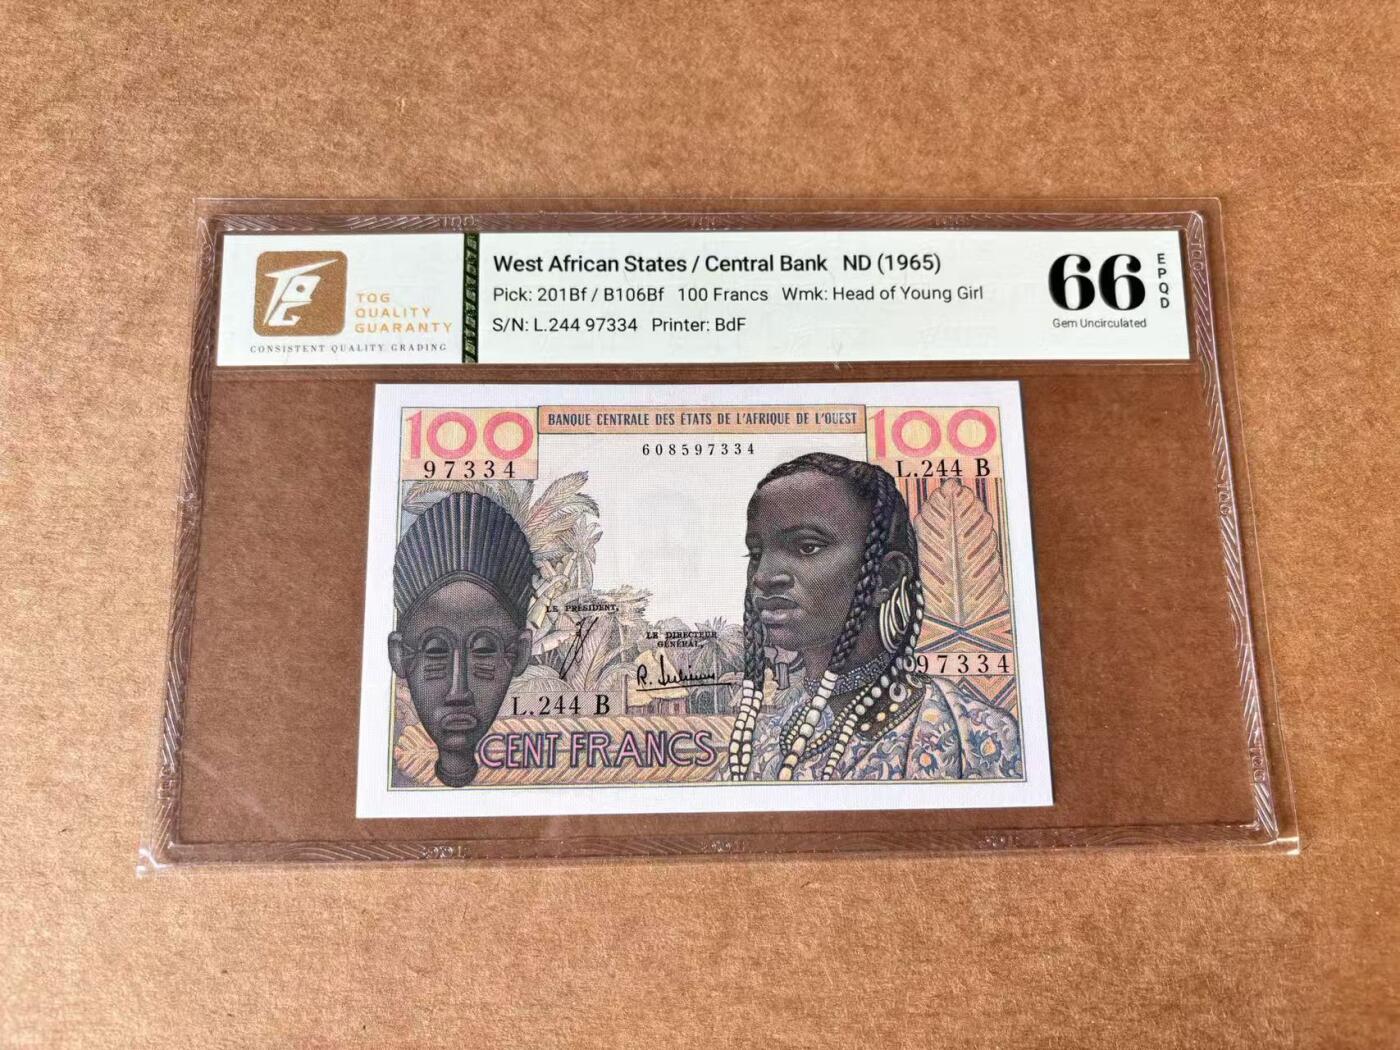 TQG
QUALITY
GUARANTY
CONSISTENT QUALITY GRADING
West African States / Central Bank ND (1965)
Pick: 201Bf / B106Bf 100 Francs Wmk: Head of Young Girl
S/N: L.244 97334 Printer: BdF
66
EPQD
Gem Uncirculated
100
BANQUE CENTRALE DES ÉTATS DE L'AFRIQUE DE L'OUEST
100
608597334
97334
L.244 B
LE PRÉSIDENT,
LE DIRECTEUR
GÉNÉRAL,
97334
L.244 B
CENT FRANCS